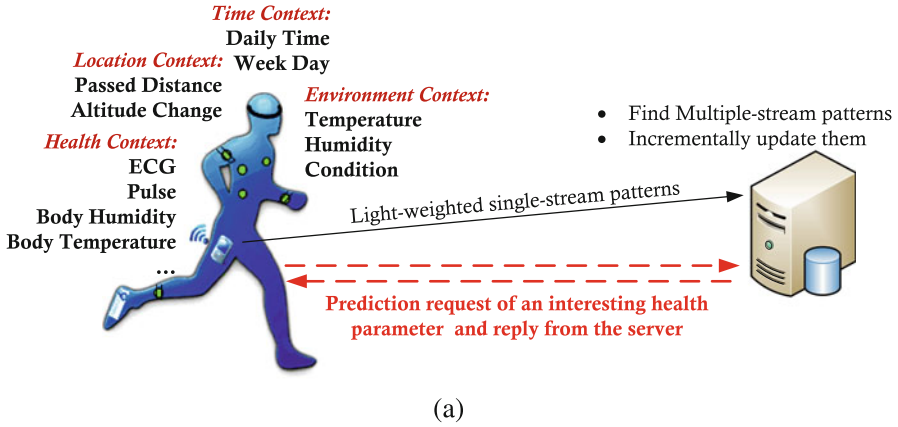 Time Context:
Daily Time
Week Day
Location Context:
Passed Distance
Altitude Change
Environment Context:
Temperature
Humidity
Condition
Health Context:
ECG
Pulse
Body Humidity
Body Temperature
...
• Find Multiple-stream patterns
• Incrementally update them
Light-weighted single-stream patterns
Prediction request of an interesting health
parameter and reply from the server
(a)